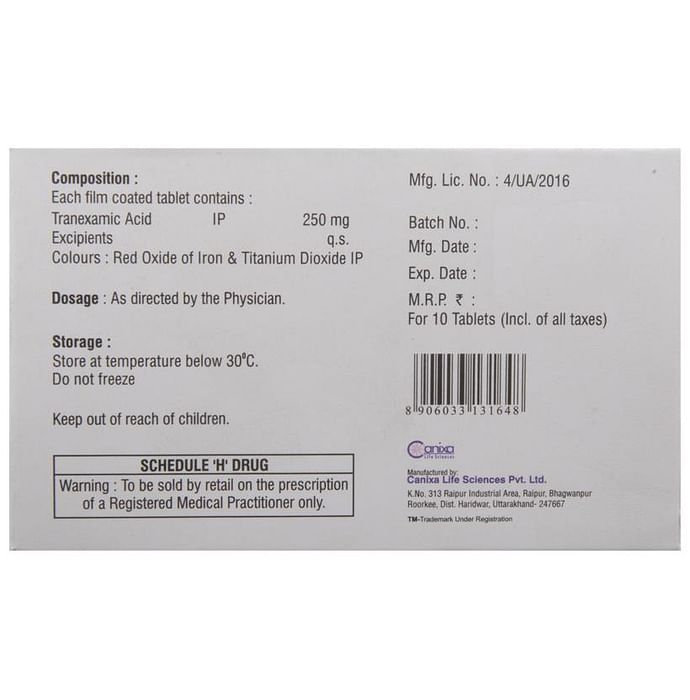 Composition :
Each film coated tablet contains :
Tranexamic Acid IP 250 mg
Excipients q.s.
Colours : Red Oxide of Iron & Titanium Dioxide IP
Dosage : As directed by the Physician.
Storage :
Store at temperature below 30⁰C.
Do not freeze
Keep out of reach of children.
SCHEDULE 'H' DRUG
Warning : To be sold by retail on the prescription
of a Registered Medical Practitioner only.
Mfg. Lic. No. : 4/UA/2016
Batch No. :
Mfg. Date :
Exp. Date :
M.R.P. ₹ :
For 10 Tablets (Incl. of all taxes)
8 906033 131648
Canixa
Life Sciences
Manufactured by:
Canixa Life Sciences Pvt. Ltd.
K.No. 313 Raipur Industrial Area, Raipur, Bhagwanpur
Roorkee, Dist. Haridwar, Uttarakhand- 247667
TM-Trademark Under Registration